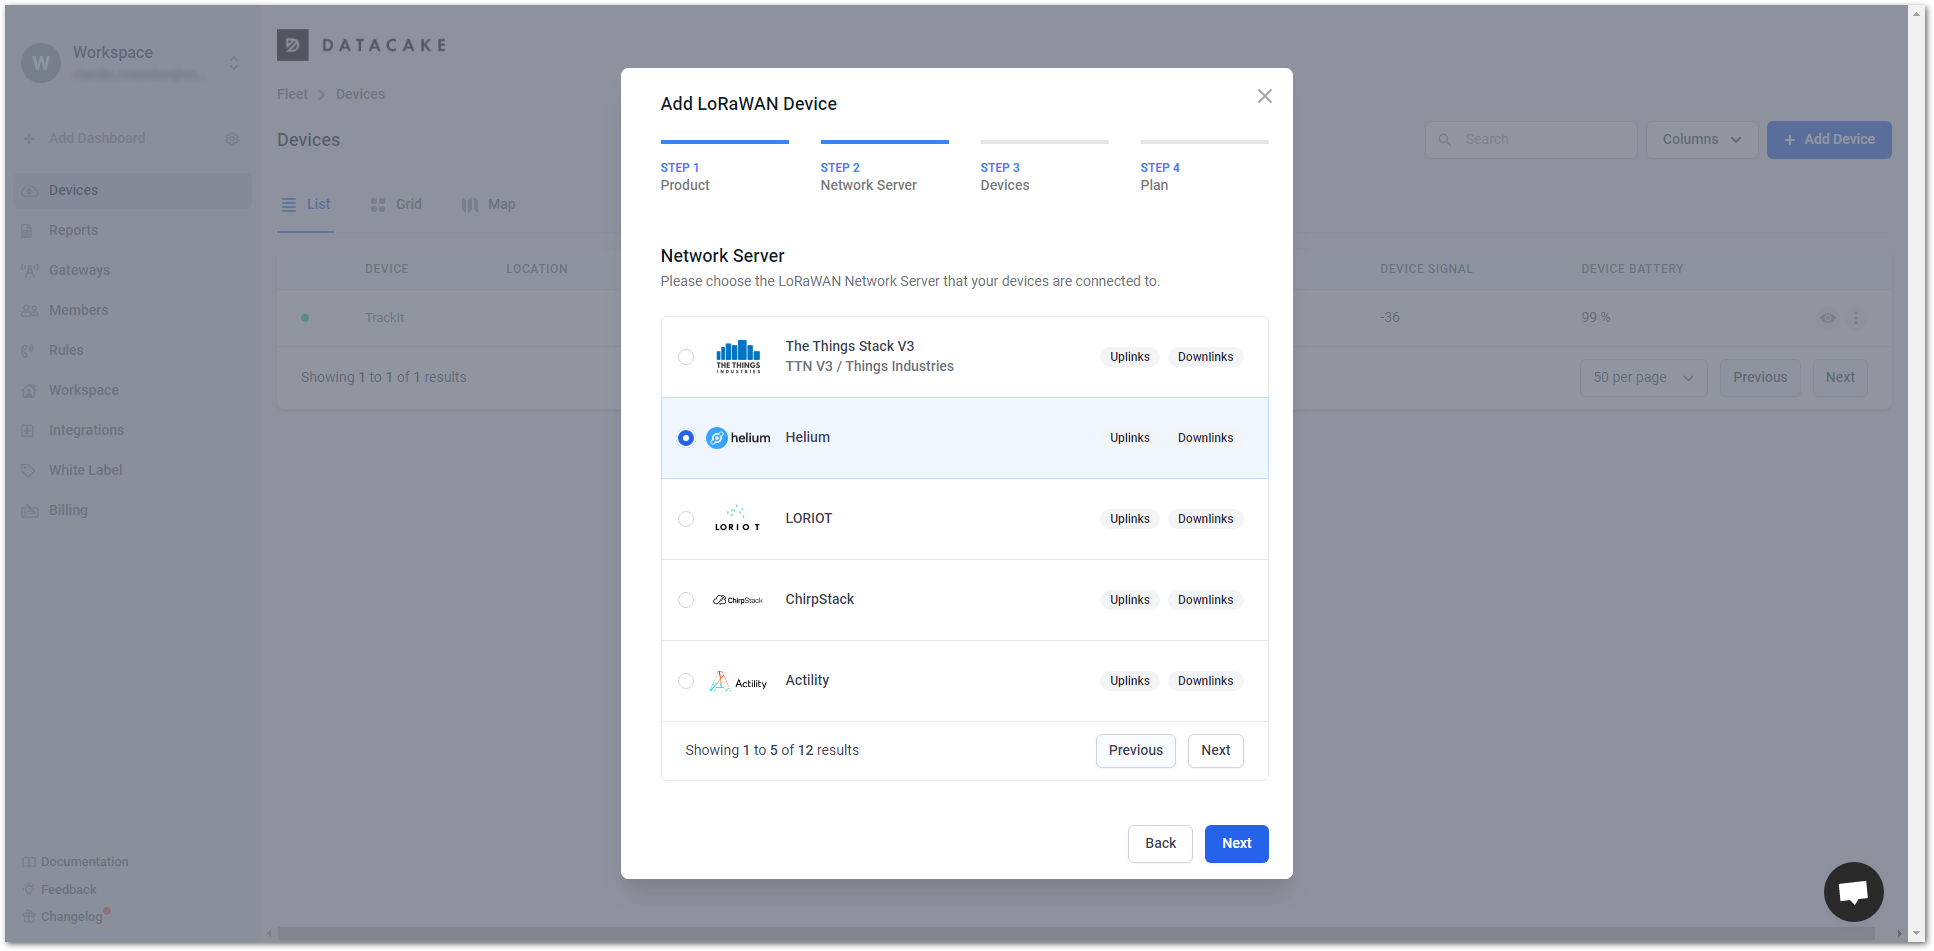 W
Workspace
DATACAKE
Fleet > Devices
Add Dashboard
Devices
Search
Columns
+ Add Device
Devices
Reports
Gateways
Members
Rules
Workspace
Integrations
White Label
Billing
Documentation
Feedback
Changelog
List
Grid
Map
DEVICE
LOCATION
DEVICE SIGNAL
DEVICE BATTERY
TrackIt
-36
99 %
Showing 1 to 1 of 1 results
50 per page
Previous
Next
Add LoRaWAN Device
STEP 1
Product
STEP 2
Network Server
STEP 3
Devices
STEP 4
Plan
Network Server
Please choose the LoRaWAN Network Server that your devices are connected to.
THE THINGS
INDUSTRIES
The Things Stack V3
TTN V3 / Things Industries
Uplinks
Downlinks
helium
Helium
Uplinks
Downlinks
LORIOT
LORIOT
Uplinks
Downlinks
ChirpStack
ChirpStack
Uplinks
Downlinks
Actility
Actility
Uplinks
Downlinks
Showing 1 to 5 of 12 results
Previous
Next
Back
Next